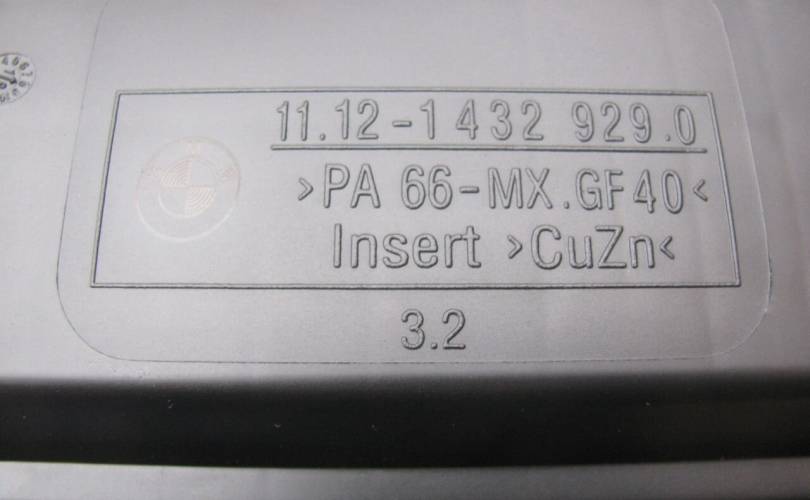 11.12-1 432 929.0
>PA 66-MX.GF40<
Insert >CuZn<
3.2